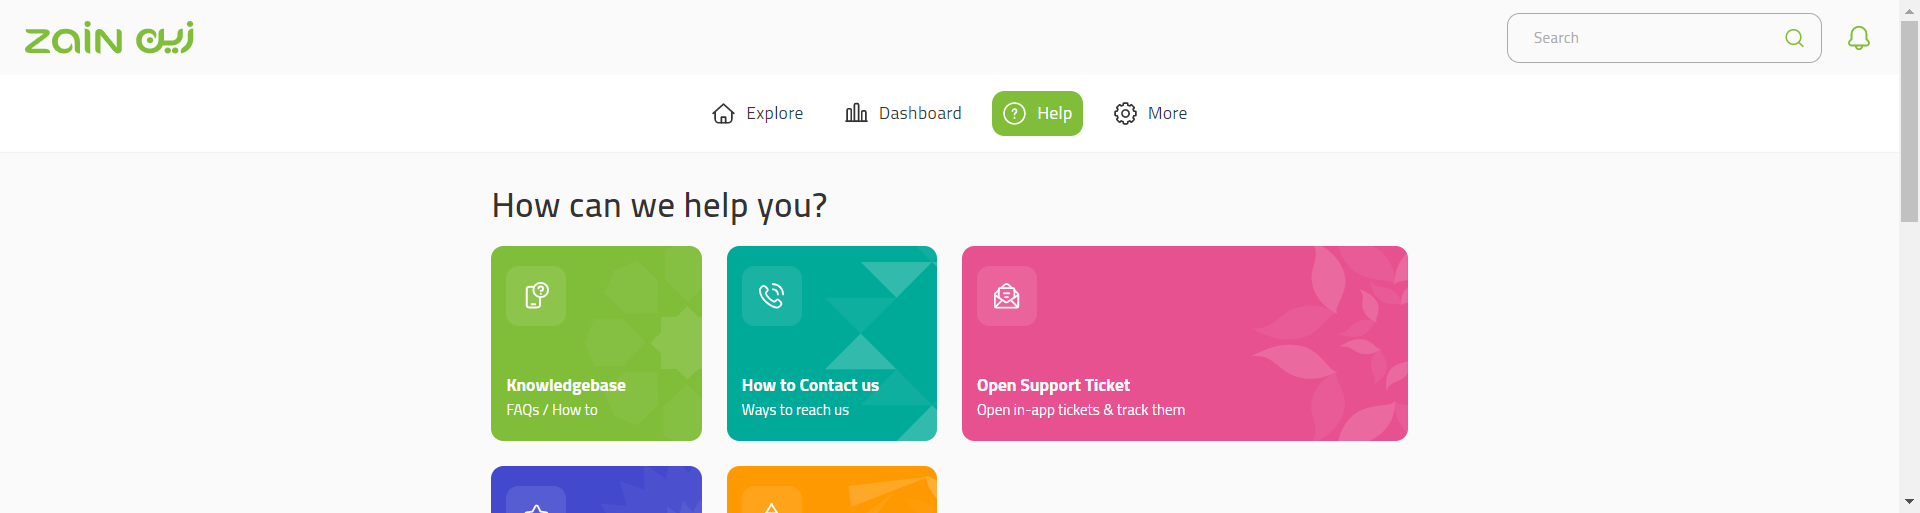 zain زين
Search
Explore
Dashboard
Help
More
How can we help you?
Knowledgebase
FAQs / How to
How to Contact us
Ways to reach us
Open Support Ticket
Open in-app tickets & track them